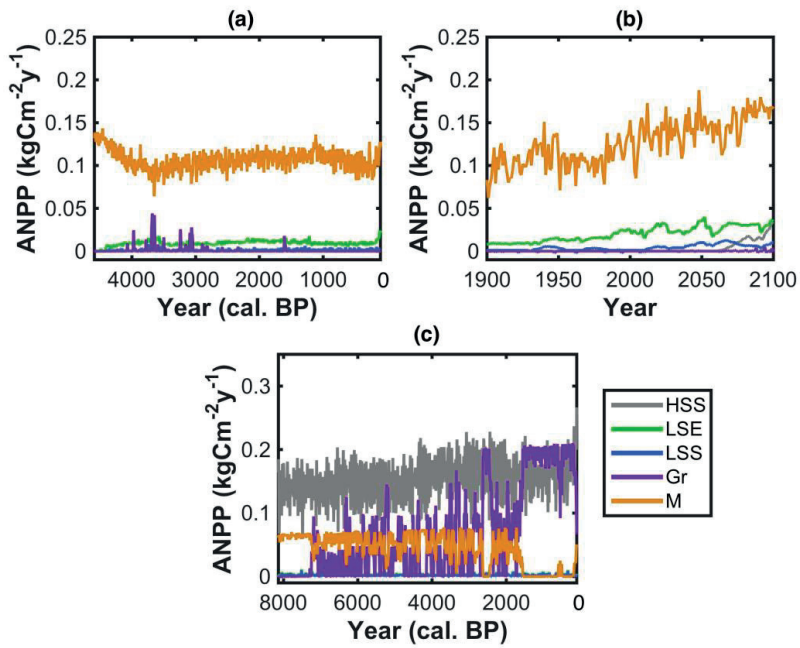 (a)
0.25
0.2
0.15
0.1
0.05
0
ANPP (kgCm⁻²y⁻¹)
4000 3000 2000 1000 0
Year (cal. BP)
(b)
0.25
0.2
0.15
0.1
0.05
0
ANPP (kgCm⁻²y⁻¹)
1900 1950 2000 2050 2100
Year
(c)
0.3
0.2
0.1
0
ANPP (kgCm⁻²y⁻¹)
8000 6000 4000 2000 0
Year (cal. BP)
HSS
LSE
LSS
Gr
M